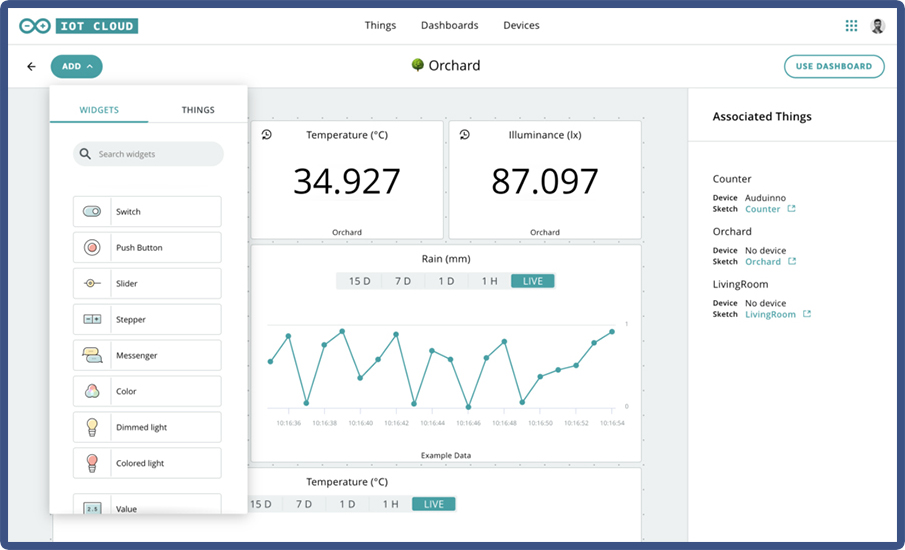 IOT CLOUD
Things Dashboards Devices
ADD
Orchard
USE DASHBOARD
WIDGETS THINGS
Search widgets
Switch
Push Button
Slider
Stepper
Messenger
Color
Dimmed light
Colored light
2.5 Value
Temperature (°C)
34.927
Orchard
Illuminance (lx)
87.097
Orchard
Rain (mm)
15 D 7 D 1 D 1 H LIVE
1
0
10:16:36 10:16:38 10:16:40 10:16:42 10:16:44 10:16:46 10:16:48 10:16:50 10:16:52 10:16:54
Example Data
Temperature (°C)
15 D 7 D 1 D 1 H LIVE
Associated Things
Counter
Device Auduinno
Sketch Counter
Orchard
Device No device
Sketch Orchard
LivingRoom
Device No device
Sketch LivingRoom